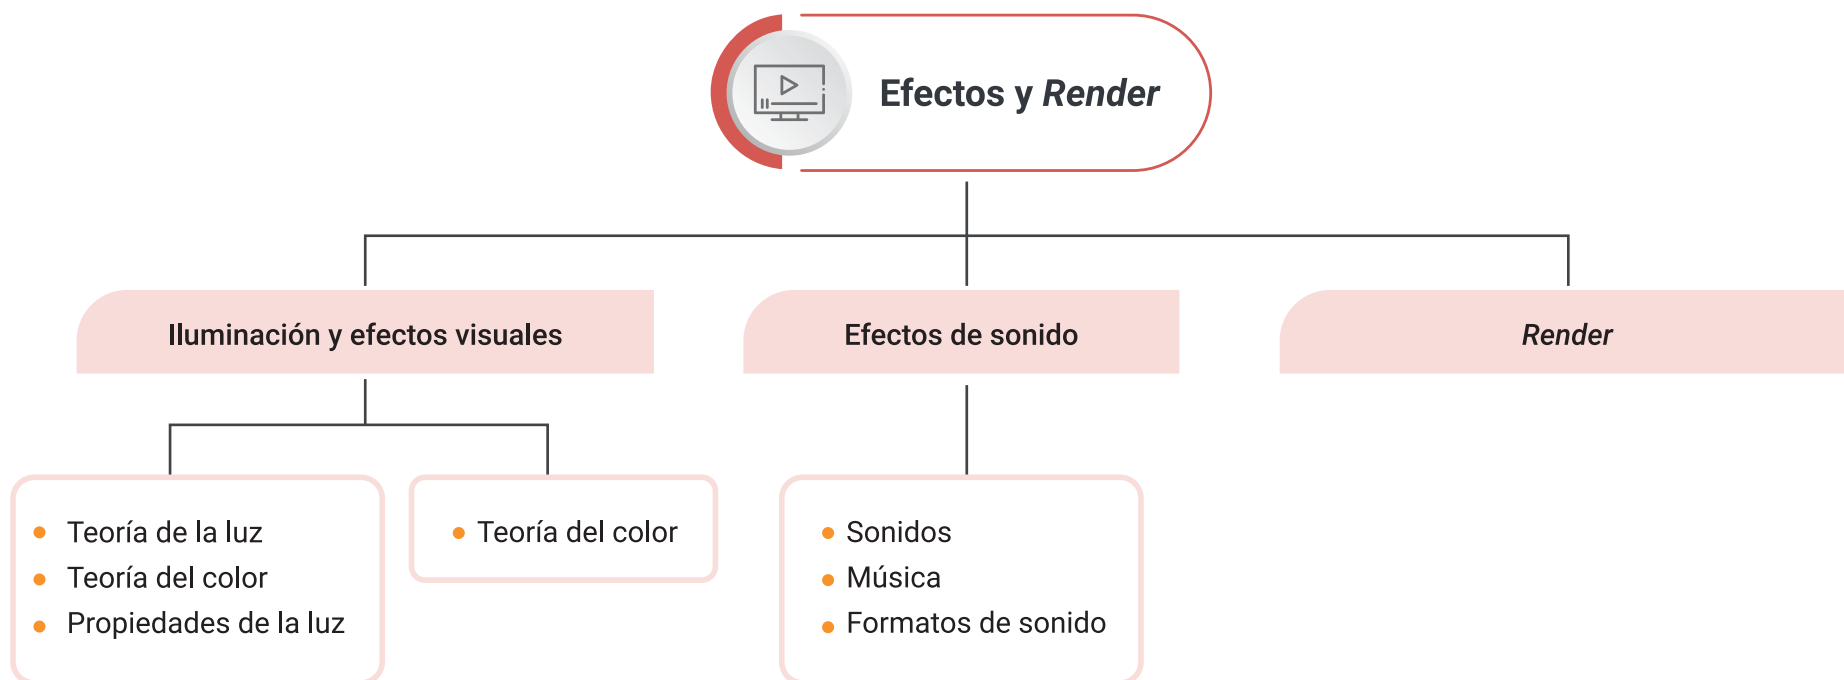 Efectos y Render
Iluminación y efectos visuales
Efectos de sonido
Render
Teoría de la luz
Teoría del color
Propiedades de la luz
Teoría del color
Sonidos
Música
Formatos de sonido